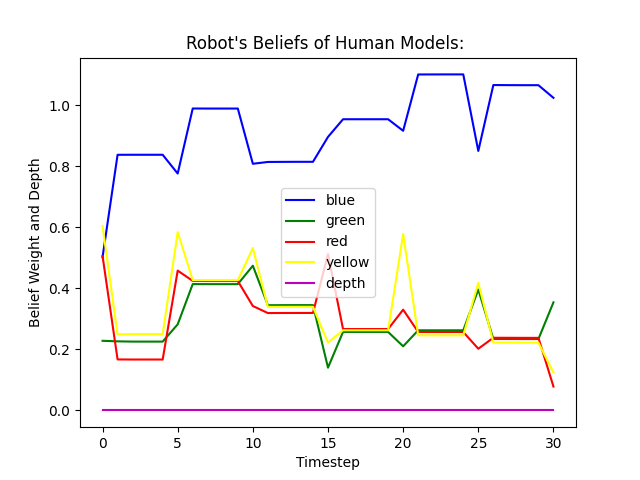 Robot's Beliefs of Human Models:
Belief Weight and Depth
1.0
0.8
0.6
0.4
0.2
0.0
blue
green
red
yellow
depth
0 5 10 15 20 25 30
Timestep